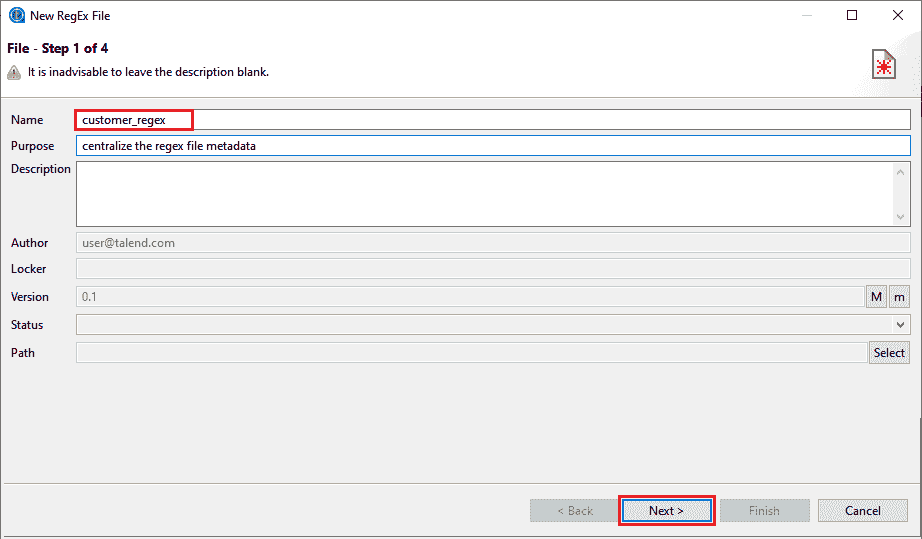 New RegEx File
File - Step 1 of 4
It is inadvisable to leave the description blank.
Name customer_regex
Purpose centralize the regex file metadata
Description
Author user@talend.com
Locker
Version 0.1 M m
Status
Path Select
< Back Next > Finish Cancel